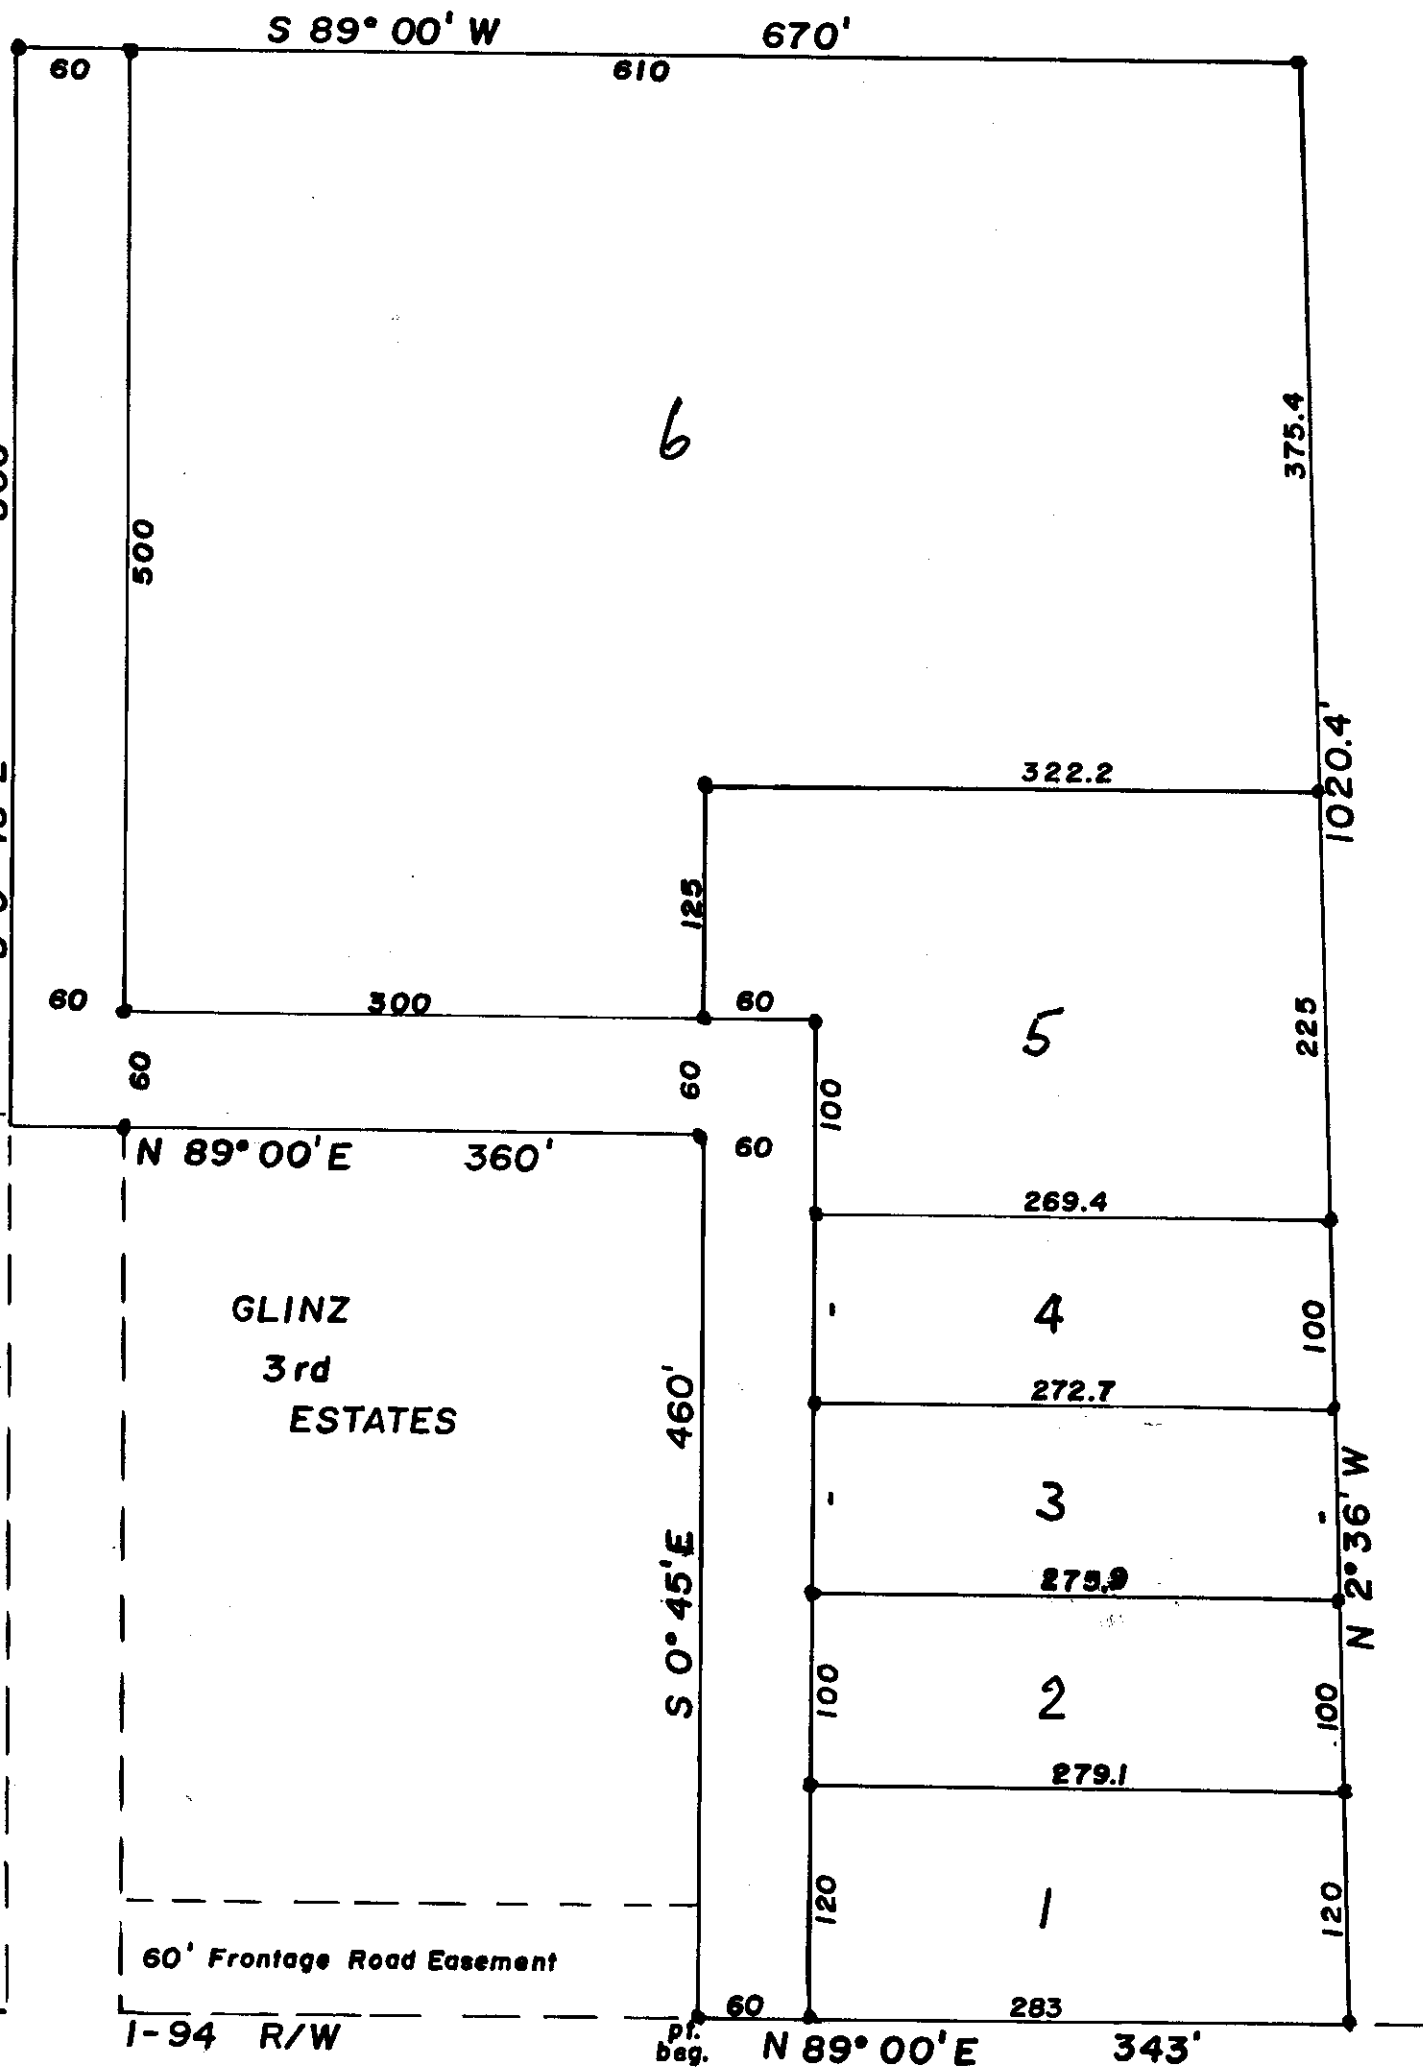 S 89° 00' W 670'
60 610
375.4
6
500
1020.4'
322.2
125
225
60 300 60
5
60 60 100
N 89° 00' E 360' 60
269.4
GLINZ
3rd
ESTATES
- 4 100
272.7
460'
- 3 -
N 2° 36' W
275.9
S 0° 45' E
100 2 100
279.1
120 1 120
60' Frontage Road Easement
60 283
I-94 R/W
pt.
beg.
N 89° 00' E 343'